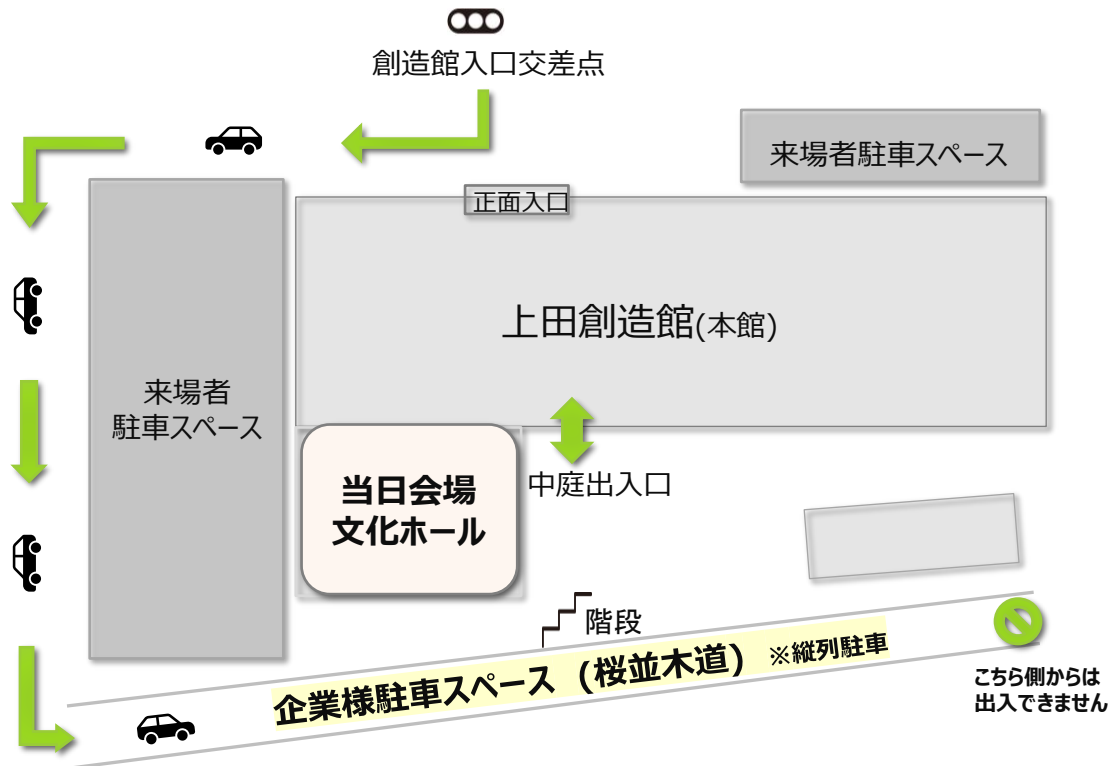 創造館入口交差点
来場者駐車スペース
正面入口
上田創造館(本館)
来場者
駐車スペース
当日会場
文化ホール
中庭出入口
階段
企業様駐車スペース（桜並木道）※縦列駐車
こちら側からは
出入できません